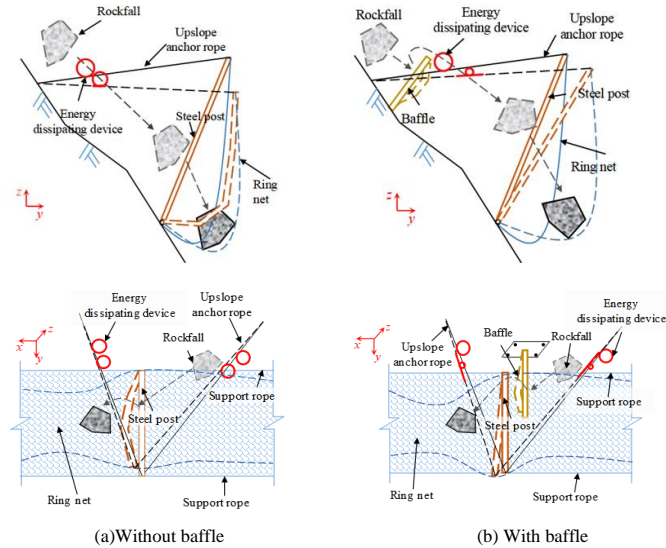 Rockfall
Upslope
anchor rope
Energy
dissipating device
Steel post
Ring
net
z
y
Rockfall
Energy
dissipating device
Upslope
anchor rope
Steel post
Baffle
Ring net
z
y
Energy
dissipating device
Upslope
anchor rope
Rockfall
z
x
y
Support rope
Steel post
Ring net
Support rope
(a)Without baffle
Energy
dissipating device
Upslope
anchor rope
Baffle
Rockfall
z
x
y
Support rope
Steel post
Ring net
Support rope
(b) With baffle